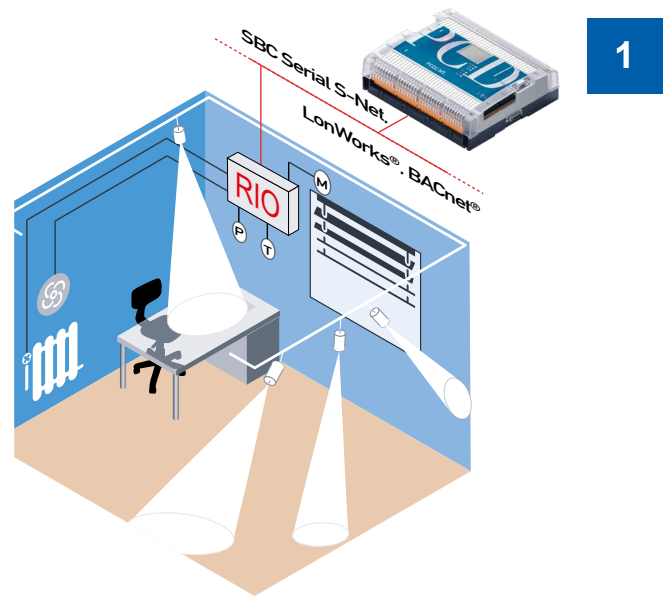 1
PCD
SBC Serial S-Net.
LonWorks®. BACnet®
RIO
M
P
T